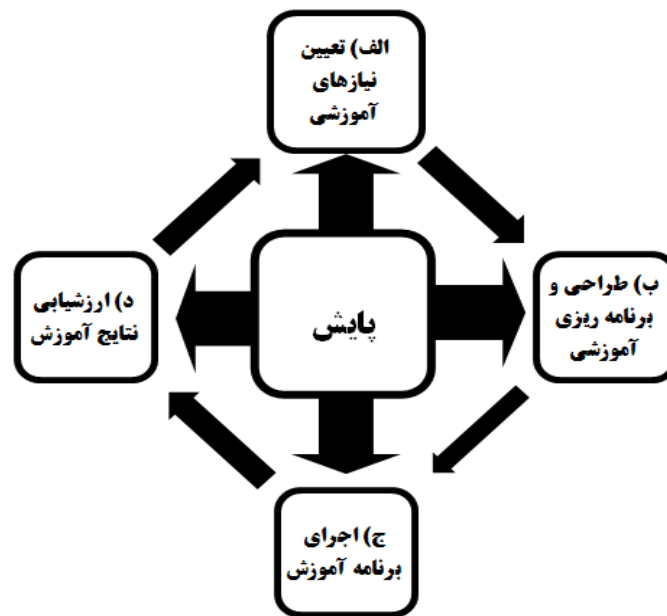 الف) تعیین
نیازهای
آموزشی
ب) طراحی و
برنامه ریزی
آموزشی
پایش
د) ارزشیابی
نتایج آموزش
ج) اجرای
برنامه آموزش